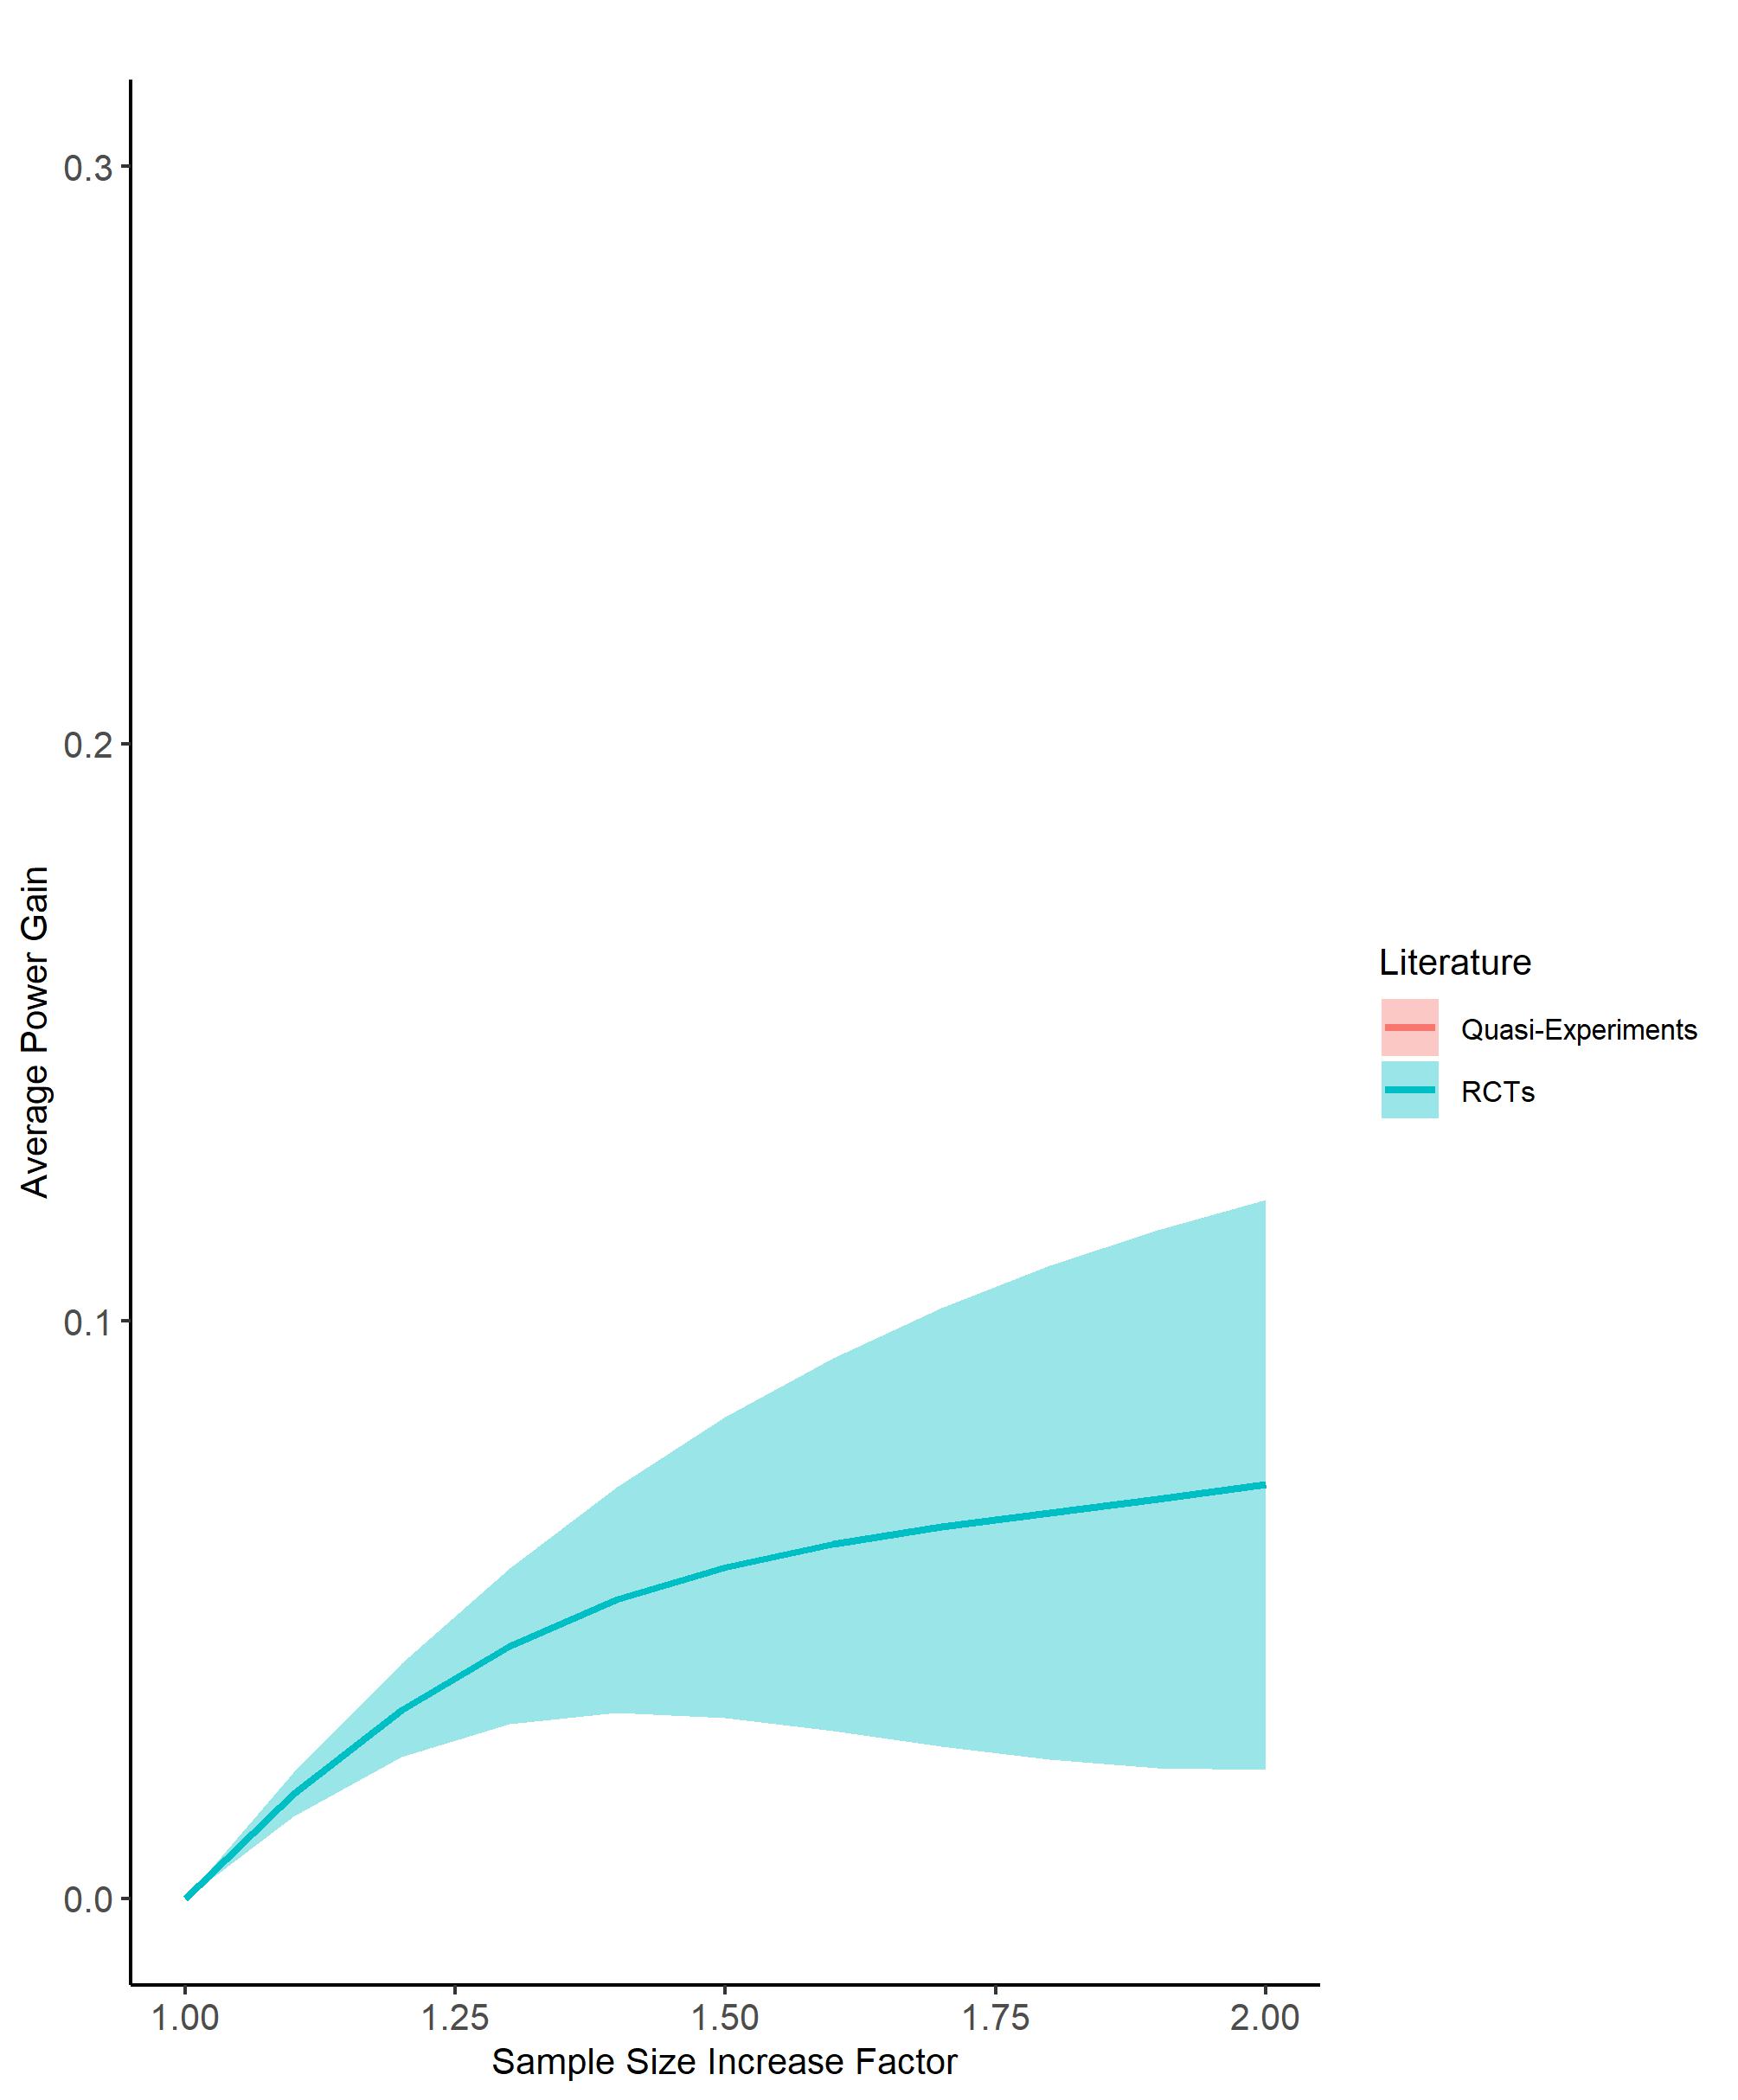 0.3
0.2
0.1
0.0
Average Power Gain
1.00 1.25 1.50 1.75 2.00
Sample Size Increase Factor
Literature
Quasi-Experiments
RCTs